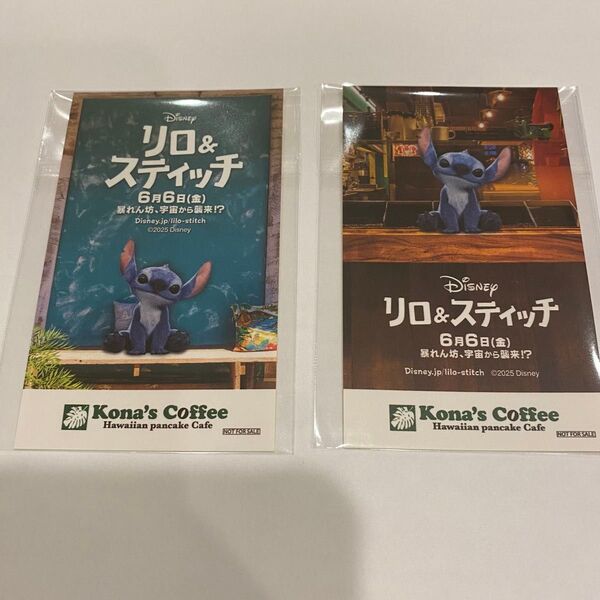 Disney
リロ&
スティッチ
6月6日(金)
暴れん坊、宇宙から襲来!?
Disney.jp/lilo-stitch
©2025 Disney
Kona's Coffee
Hawaiian pancake Cafe
NOT FOR SALE
Disney
リロ&スティッチ
6月6日(金)
暴れん坊、宇宙から襲来!?
Disney.jp/lilo-stitch ©2025 Disney
Kona's Coffee
Hawaiian pancake Cafe
NOT FOR SALE